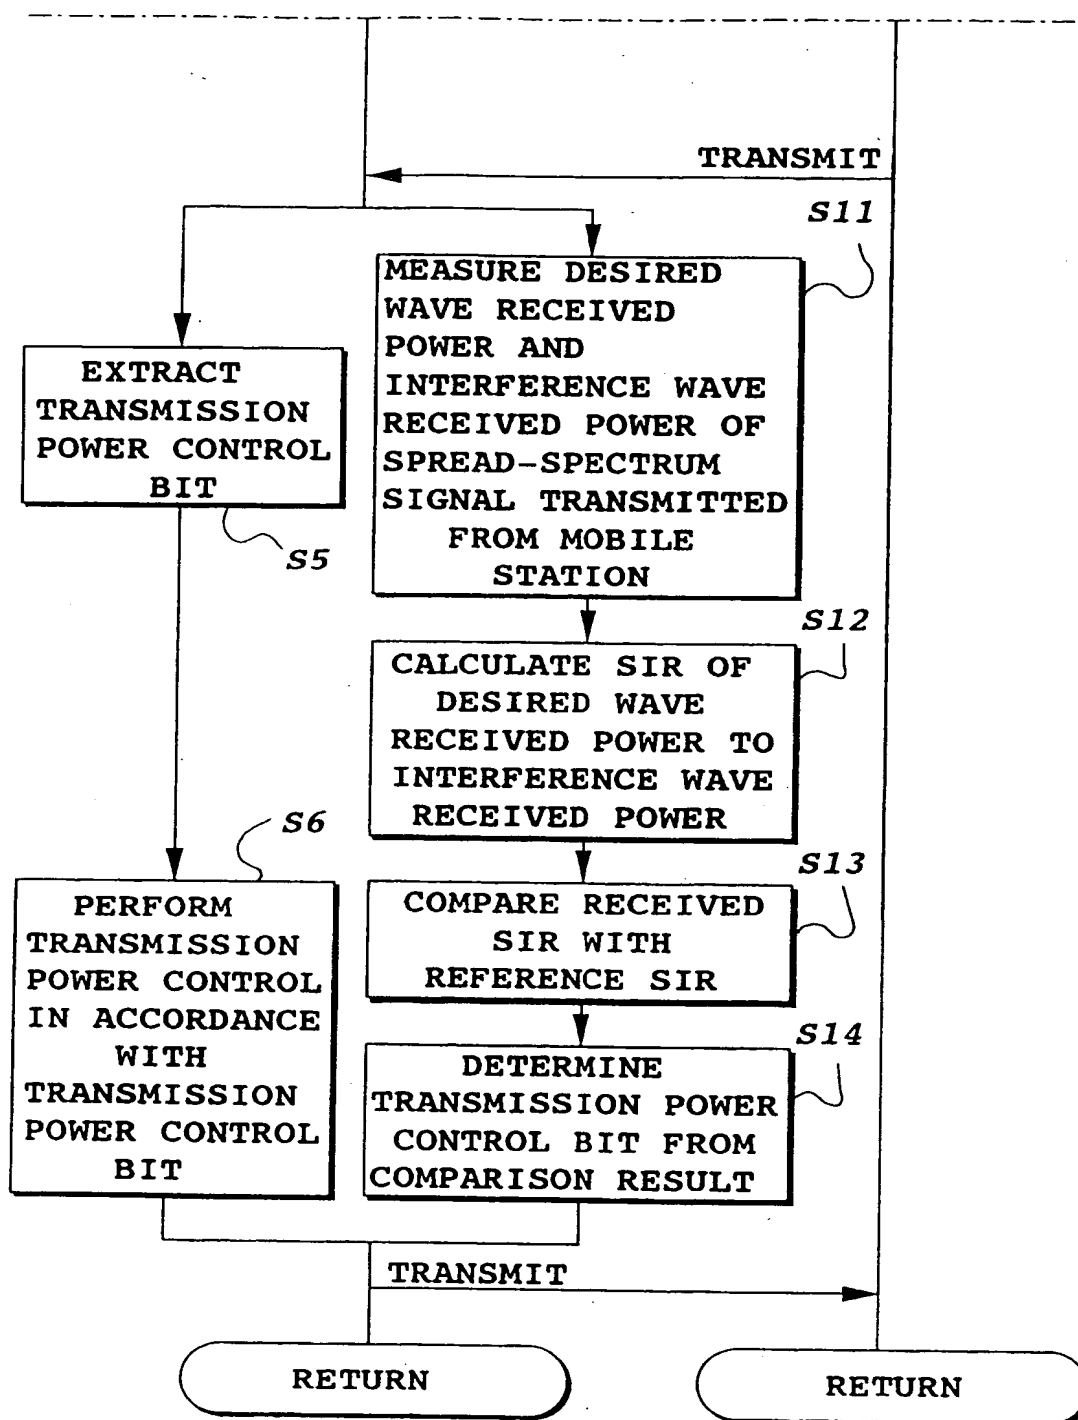 TRANSMIT
S11
MEASURE DESIRED
WAVE RECEIVED
POWER AND
INTERFERENCE WAVE
RECEIVED POWER OF
SPREAD-SPECTRUM
SIGNAL TRANSMITTED
FROM MOBILE
STATION
EXTRACT
TRANSMISSION
POWER CONTROL
BIT
S5
S12
CALCULATE SIR OF
DESIRED WAVE
RECEIVED POWER TO
INTERFERENCE WAVE
RECEIVED POWER
S6
S13
PERFORM
TRANSMISSION
POWER CONTROL
IN ACCORDANCE
WITH
TRANSMISSION
POWER CONTROL
BIT
COMPARE RECEIVED
SIR WITH
REFERENCE SIR
S14
DETERMINE
TRANSMISSION POWER
CONTROL BIT FROM
COMPARISON RESULT
TRANSMIT
RETURN
RETURN